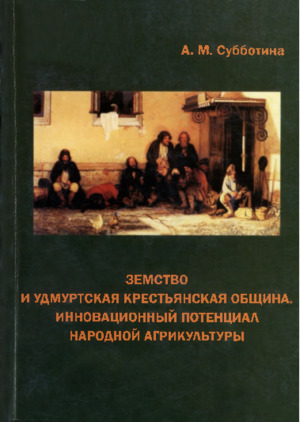 А. М. Субботина
ЗЕМСТВО
И УДМУРТСКАЯ КРЕСТЬЯНСКАЯ ОБЩИНА.
ИННОВАЦИОННЫЙ ПОТЕНЦИАЛ
НАРОДНОЙ АГРИКУЛЬТУРЫ